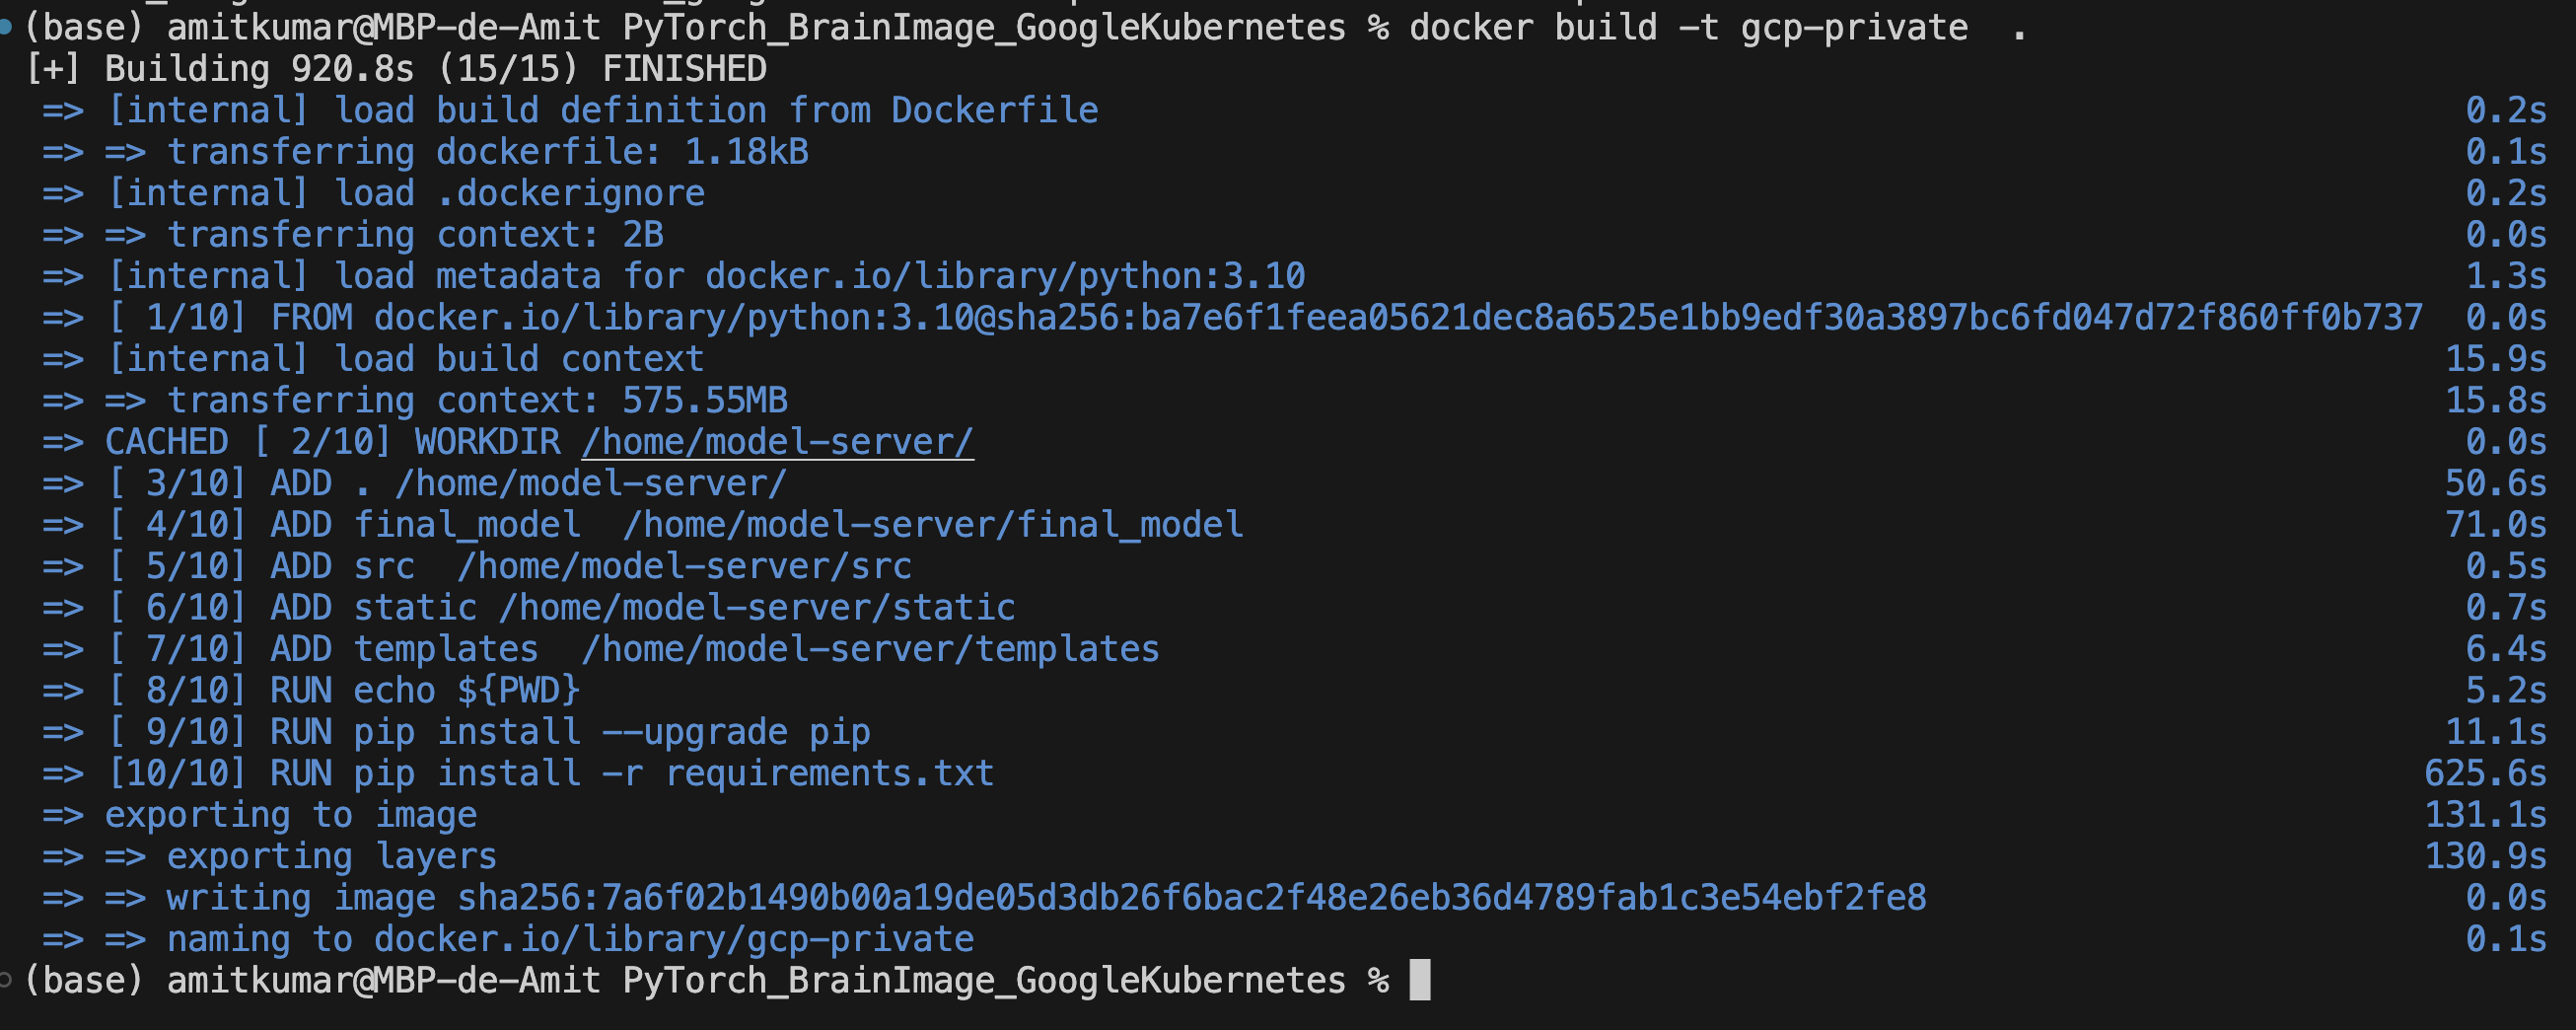 (base) amitkumar@MBP-de-Amit PyTorch_BrainImage_GoogleKubernetes % docker build -t gcp-private  .
[+] Building 920.8s (15/15) FINISHED
=> [internal] load build definition from Dockerfile 0.2s
=> => transferring dockerfile: 1.18kB 0.1s
=> [internal] load .dockerignore 0.2s
=> => transferring context: 2B 0.0s
=> [internal] load metadata for docker.io/library/python:3.10 1.3s
=> [ 1/10] FROM docker.io/library/python:3.10@sha256:ba7e6f1feea05621dec8a6525e1bb9edf30a3897bc6fd047d72f860ff0b737 0.0s
=> [internal] load build context 15.9s
=> => transferring context: 575.55MB 15.8s
=> CACHED [ 2/10] WORKDIR /home/model-server/ 0.0s
=> [ 3/10] ADD . /home/model-server/ 50.6s
=> [ 4/10] ADD final_model  /home/model-server/final_model 71.0s
=> [ 5/10] ADD src  /home/model-server/src 0.5s
=> [ 6/10] ADD static /home/model-server/static 0.7s
=> [ 7/10] ADD templates  /home/model-server/templates 6.4s
=> [ 8/10] RUN echo ${PWD} 5.2s
=> [ 9/10] RUN pip install --upgrade pip 11.1s
=> [10/10] RUN pip install -r requirements.txt 625.6s
=> exporting to image 131.1s
=> => exporting layers 130.9s
=> => writing image sha256:7a6f02b1490b00a19de05d3db26f6bac2f48e26eb36d4789fab1c3e54ebf2fe8 0.0s
=> => naming to docker.io/library/gcp-private 0.1s
(base) amitkumar@MBP-de-Amit PyTorch_BrainImage_GoogleKubernetes %